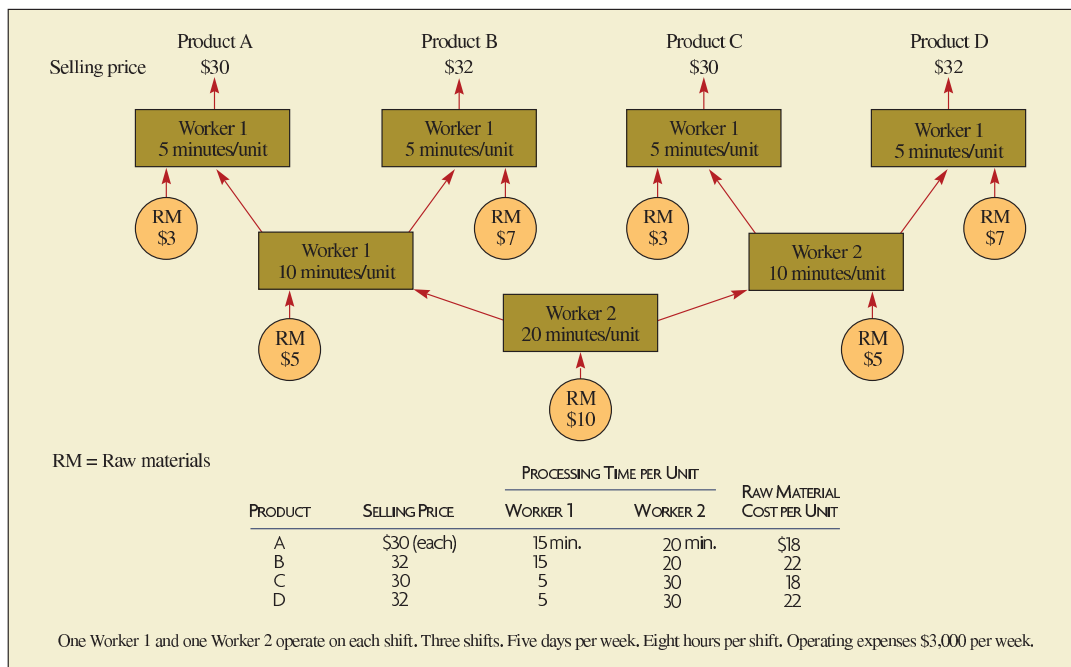 Product A Product B Product C Product D
Selling price $30 $32 $30 $32
Worker 1 Worker 1 Worker 1 Worker 1
5 minutes/unit 5 minutes/unit 5 minutes/unit 5 minutes/unit
RM RM RM RM
$3 $7 $3 $7
Worker 1 Worker 2
10 minutes/unit 10 minutes/unit
Worker 2
20 minutes/unit
RM RM
$5 $5
RM
$10
RM = Raw materials
PROCESSING TIME PER UNIT
RAW MATERIAL
PRODUCT SELLING PRICE WORKER 1 WORKER 2 COST PER UNIT
A $30 (each) 15 min. 20 min. $18
B 32 15 20 22
C 30 5 30 18
D 32 5 30 22
One Worker 1 and one Worker 2 operate on each shift. Three shifts. Five days per week. Eight hours per shift. Operating expenses $3,000 per week.